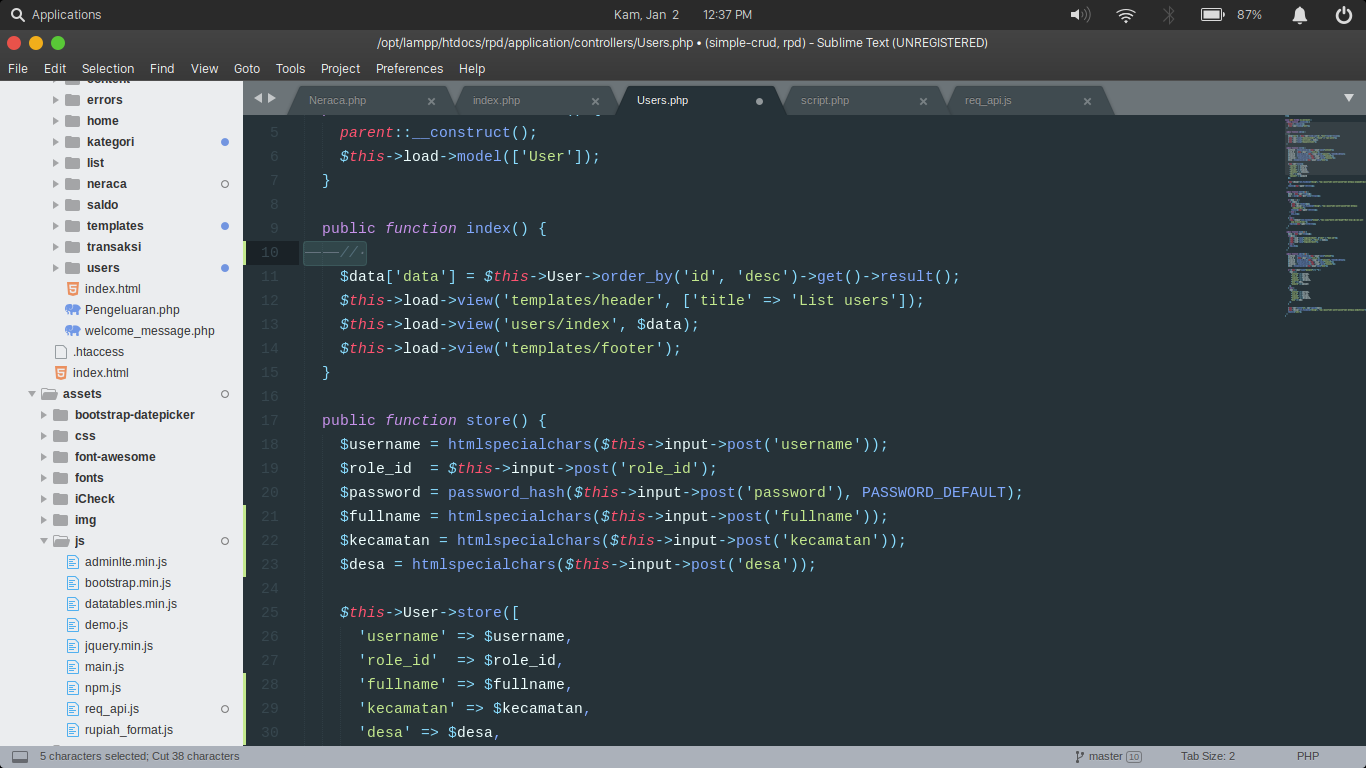 Applications
Kam, Jan 2 12:37 PM
87%
/opt/lampp/htdocs/rpd/application/controllers/Users.php • (simple-crud, rpd) - Sublime Text (UNREGISTERED)
File Edit Selection Find View Goto Tools Project Preferences Help
content
errors
home
kategori
list
neraca
saldo
templates
transaksi
users
index.html
Pengeluaran.php
welcome_message.php
.htaccess
index.html
assets
bootstrap-datepicker
css
font-awesome
fonts
iCheck
img
js
adminlte.min.js
bootstrap.min.js
datatables.min.js
demo.js
jquery.min.js
main.js
npm.js
req_api.js
rupiah_format.js
Neraca.php × index.php × Users.php ● script.php × req_api.js ×
5 parent::__construct();
6 $this->load->model(['User']);
7 }
8
9 public function index() {
10 //
11 $data['data'] = $this->User->order_by('id', 'desc')->get()->result();
12 $this->load->view('templates/header', ['title' => 'List users']);
13 $this->load->view('users/index', $data);
14 $this->load->view('templates/footer');
15 }
16
17 public function store() {
18 $username = htmlspecialchars($this->input->post('username'));
19 $role_id  = $this->input->post('role_id');
20 $password = password_hash($this->input->post('password'), PASSWORD_DEFAULT);
21 $fullname = htmlspecialchars($this->input->post('fullname'));
22 $kecamatan = htmlspecialchars($this->input->post('kecamatan'));
23 $desa = htmlspecialchars($this->input->post('desa'));
24
25 $this->User->store([
26 'username' => $username,
27 'role_id'  => $role_id,
28 'fullname' => $fullname,
29 'kecamatan' => $kecamatan,
30 'desa' => $desa,
5 characters selected; Cut 38 characters
master 10 Tab Size: 2 PHP